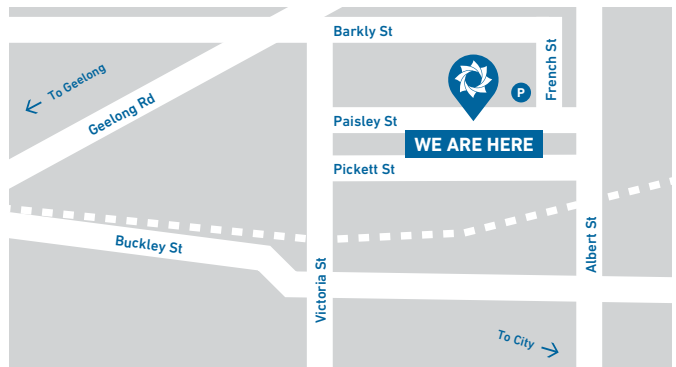 Barkly St
French St
To Geelong
Geelong Rd
P
Paisley St
WE ARE HERE
Pickett St
Buckley St
Victoria St
Albert St
To City